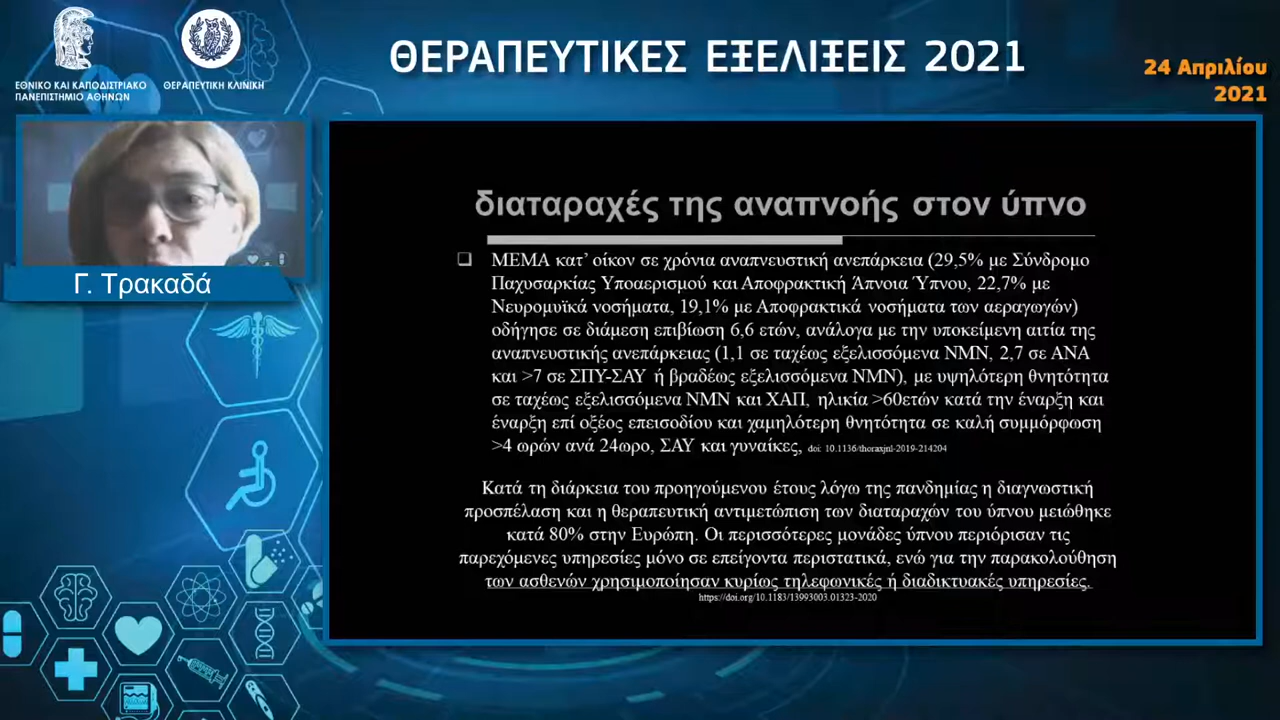 ΕΘΝΙΚΟ ΚΑΙ ΚΑΠΟΔΙΣΤΡΙΑΚΟ
ΠΑΝΕΠΙΣΤΗΜΙΟ ΑΘΗΝΩΝ
ΘΕΡΑΠΕΥΤΙΚΗ ΚΛΙΝΙΚΗ
ΘΕΡΑΠΕΥΤΙΚΕΣ ΕΞΕΛΙΞΕΙΣ 2021
24 Απριλίου
2021
Γ. Τρακαδά
διαταραχές της αναπνοής στον ύπνο
❑ ΜΕΜΑ κατ’ οίκον σε χρόνια αναπνευστική ανεπάρκεια (29,5% με Σύνδρομο
Παχυσαρκίας Υποαερισμού και Αποφρακτική Άπνοια Ύπνου, 22,7% με
Νευρομυϊκά νοσήματα, 19,1% με Αποφρακτικά νοσήματα των αεραγωγών)
οδήγησε σε διάμεση επιβίωση 6,6 ετών, ανάλογα με την υποκείμενη αιτία της
αναπνευστικής ανεπάρκειας (1,1 σε ταχέως εξελισσόμενα ΝΜΝ, 2,7 σε ΑΝΑ
και >7 σε ΣΠΥ-ΣΑΥ ή βραδέως εξελισσόμενα ΝΜΝ), με υψηλότερη θνητότητα
σε ταχέως εξελισσόμενα ΝΜΝ και ΧΑΠ, ηλικία >60ετών κατά την έναρξη και
έναρξη επί οξέος επεισοδίου και χαμηλότερη θνητότητα σε καλή συμμόρφωση
>4 ωρών ανά 24ωρο, ΣΑΥ και γυναίκες, doi: 10.1136/thoraxjnl-2019-214204
Κατά τη διάρκεια του προηγούμενου έτους λόγω της πανδημίας η διαγνωστική
προσπέλαση και η θεραπευτική αντιμετώπιση των διαταραχών του ύπνου μειώθηκε
κατά 80% στην Ευρώπη. Οι περισσότερες μονάδες ύπνου περιόρισαν τις
παρεχόμενες υπηρεσίες μόνο σε επείγοντα περιστατικά, ενώ για την παρακολούθηση
των ασθενών χρησιμοποίησαν κυρίως τηλεφωνικές ή διαδικτυακές υπηρεσίες.
https://doi.org/10.1183/13993003.01323-2020